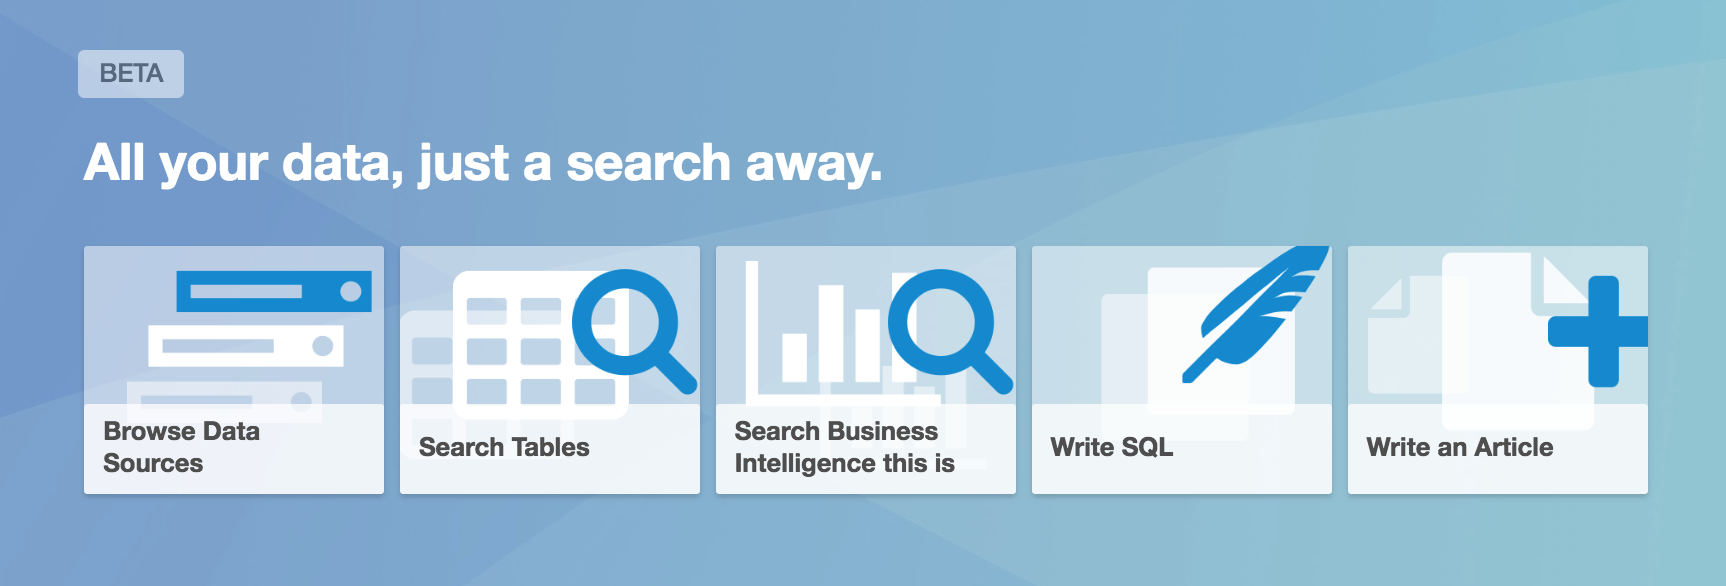 BETA
All your data, just a search away.
Browse Data
Sources
Search Tables
Search Business
Intelligence this is
Write SQL
Write an Article